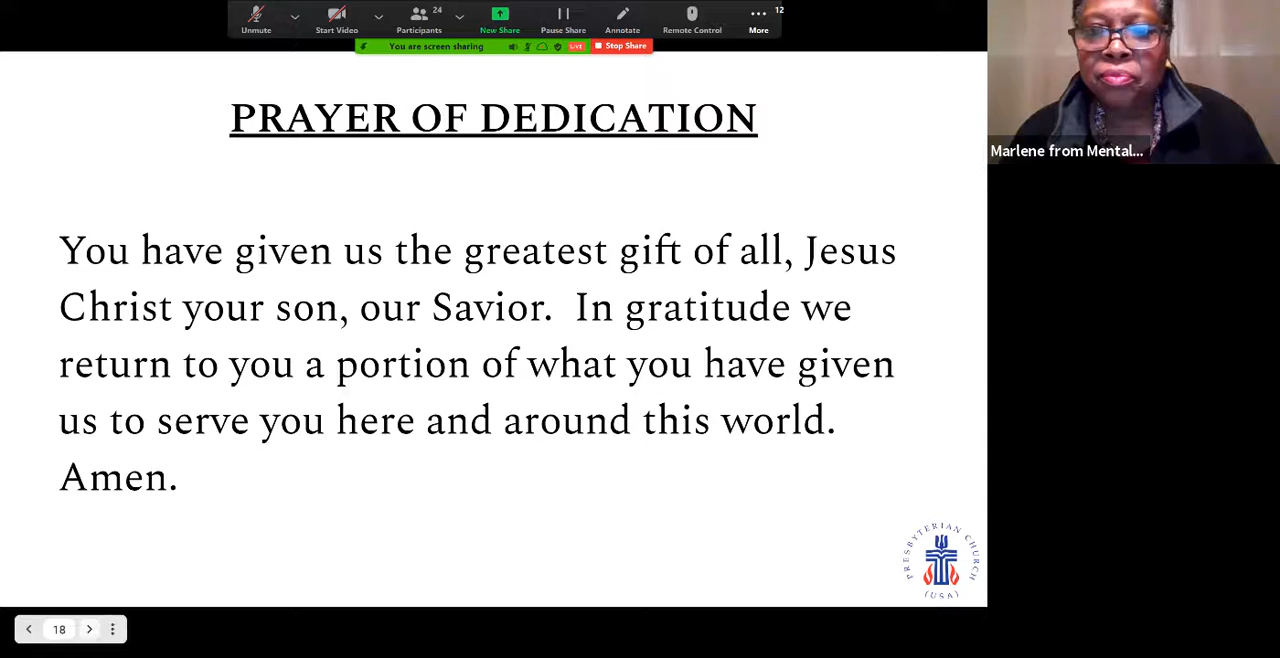 24
12
Unmute
Start Video
Participants
New Share
Pause Share
Annotate
Remote Control
More
You are screen sharing
LIVE
Stop Share
PRAYER OF DEDICATION
Marlene from Mental...
You have given us the greatest gift of all, Jesus
Christ your son, our Savior.  In gratitude we
return to you a portion of what you have given
us to serve you here and around this world.
Amen.
PRESBYTERIAN CHURCH
(USA)
18